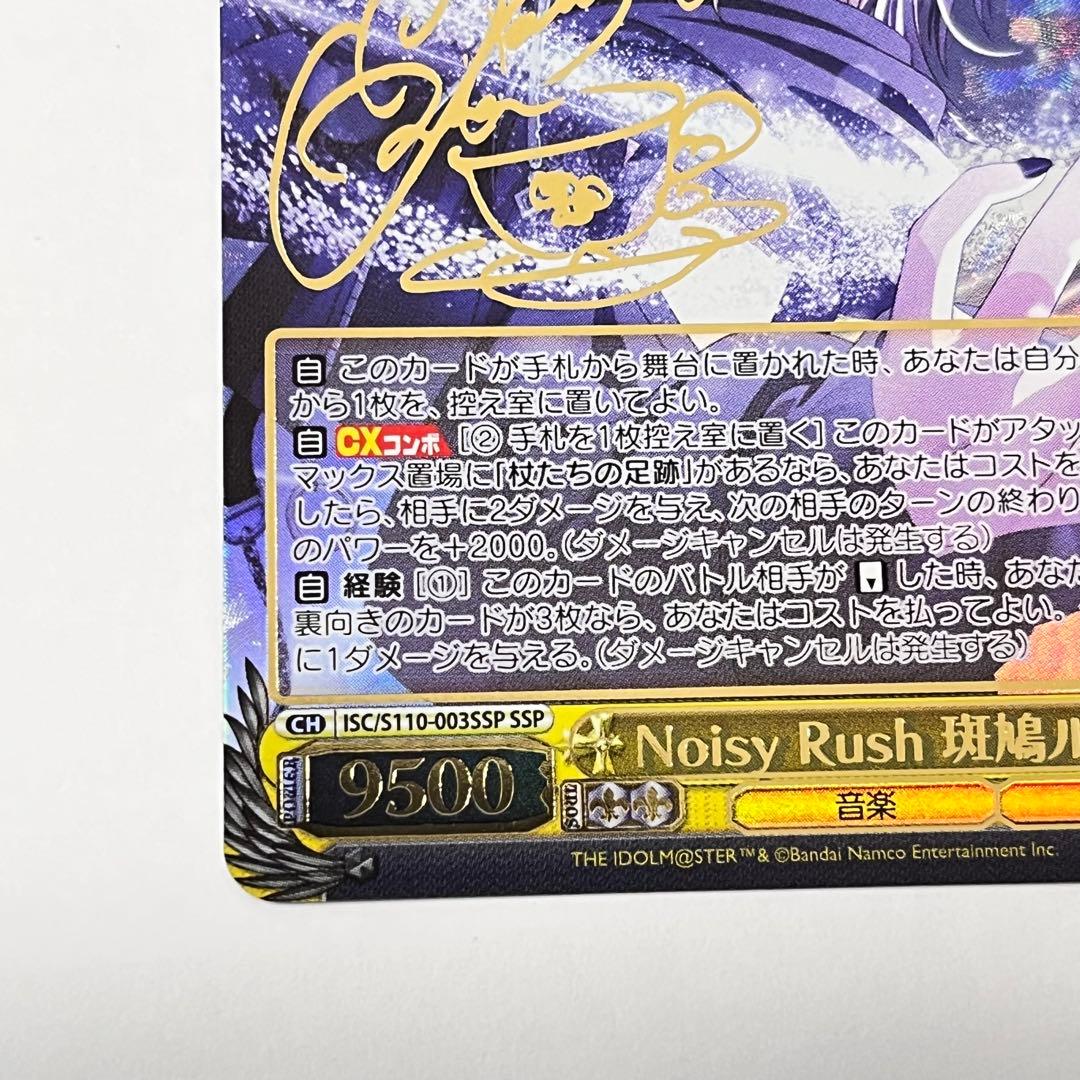 自 このカードが手札から舞台に置かれた時、あなたは自分
から1枚を、控え室に置いてよい。
自 CXコンボ [② 手札を1枚控え室に置く] このカードがアタッ
マックス置場に「杖たちの足跡」があるなら、あなたはコストを
したら、相手に2ダメージを与え、次の相手のターンの終わり
のパワーを+2000。(ダメージキャンセルは発生する)
自 経験 [①] このカードのバトル相手が した時、あなた
裏向きのカードが3枚なら、あなたはコストを払ってよい。
に1ダメージを与える。(ダメージキャンセルは発生する)
CH ISC/S110-003SSP SSP
Noisy Rush 斑鳩ル
POWER 9500 SOUL
音楽
THE IDOLM@STER™& ©Bandai Namco Entertainment Inc.